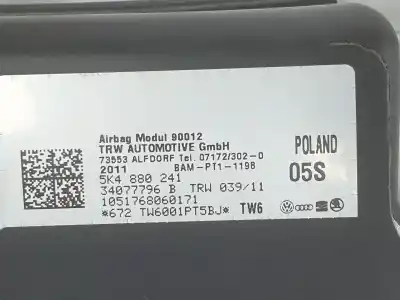 Airbag Modul 90012
TRW AUTOMOTIVE GmbH
73553 ALFDORF Tel. 07172/302-0
2011 BAM-PT1-1198
5K4 880 241
34077796 B TRW 039/11
1051768060171
*672 TW6001PT5BJ* TW6
POLAND
05S